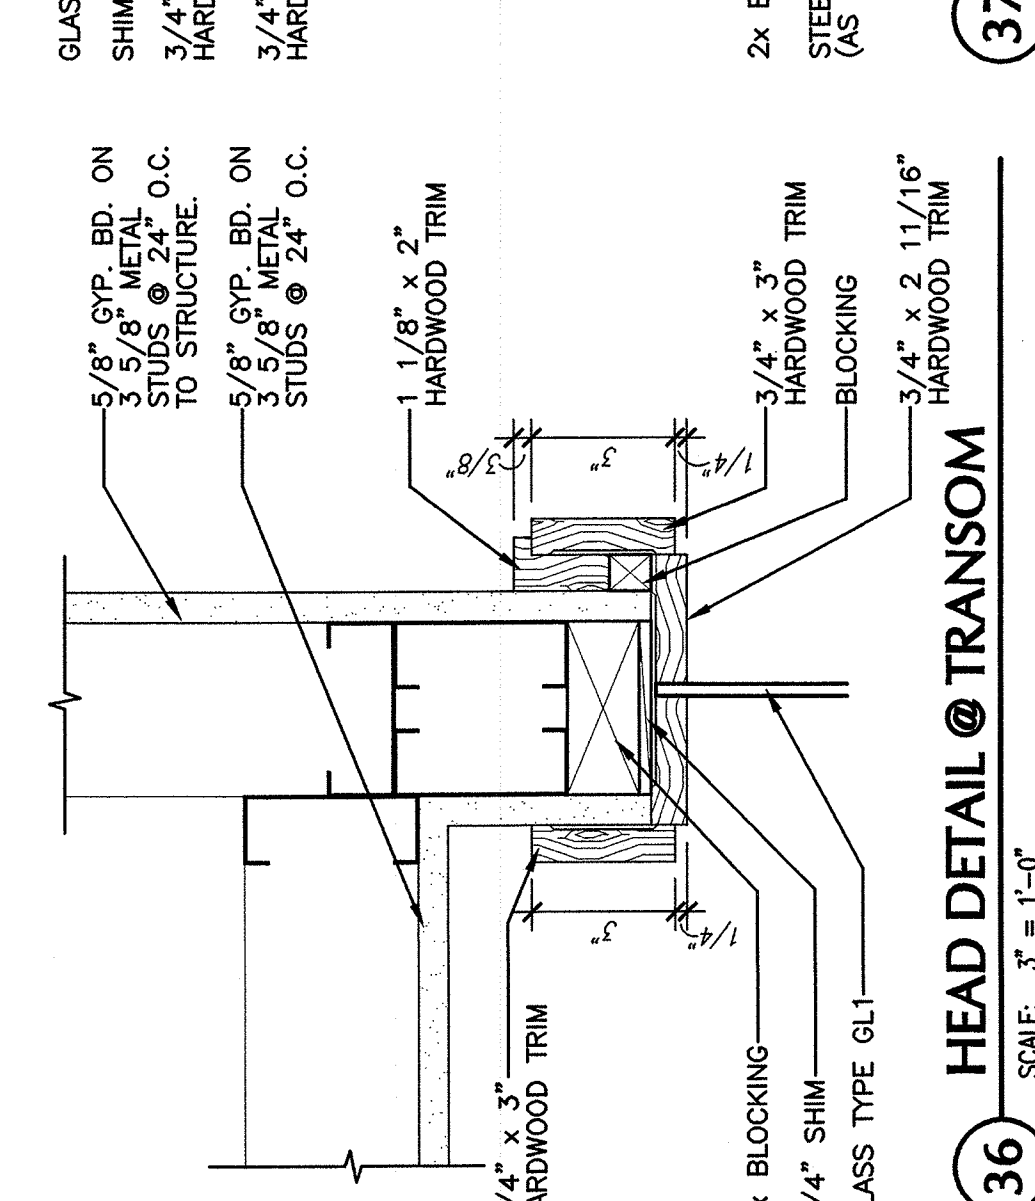 GLAS
SHIM
3/4"
HARD
3/4"
HARD
2x
STEE
(AS
37
5/8" GYP. BD. ON
3 5/8" METAL
STUDS @ 24" O.C.
TO STRUCTURE.
5/8" GYP. BD. ON
3 5/8" METAL
STUDS @ 24" O.C.
1 1/8" x 2"
HARDWOOD TRIM
3/8"
3"
1/4"
3/4" x 3"
HARDWOOD TRIM
BLOCKING
3/4" x 2 11/16"
HARDWOOD TRIM
3"
1/4"
/4" x 3"
ARDWOOD TRIM
x BLOCKING
/4" SHIM
LASS TYPE GL1
36
HEAD DETAIL @ TRANSOM
SCALE: 3" = 1'-0"